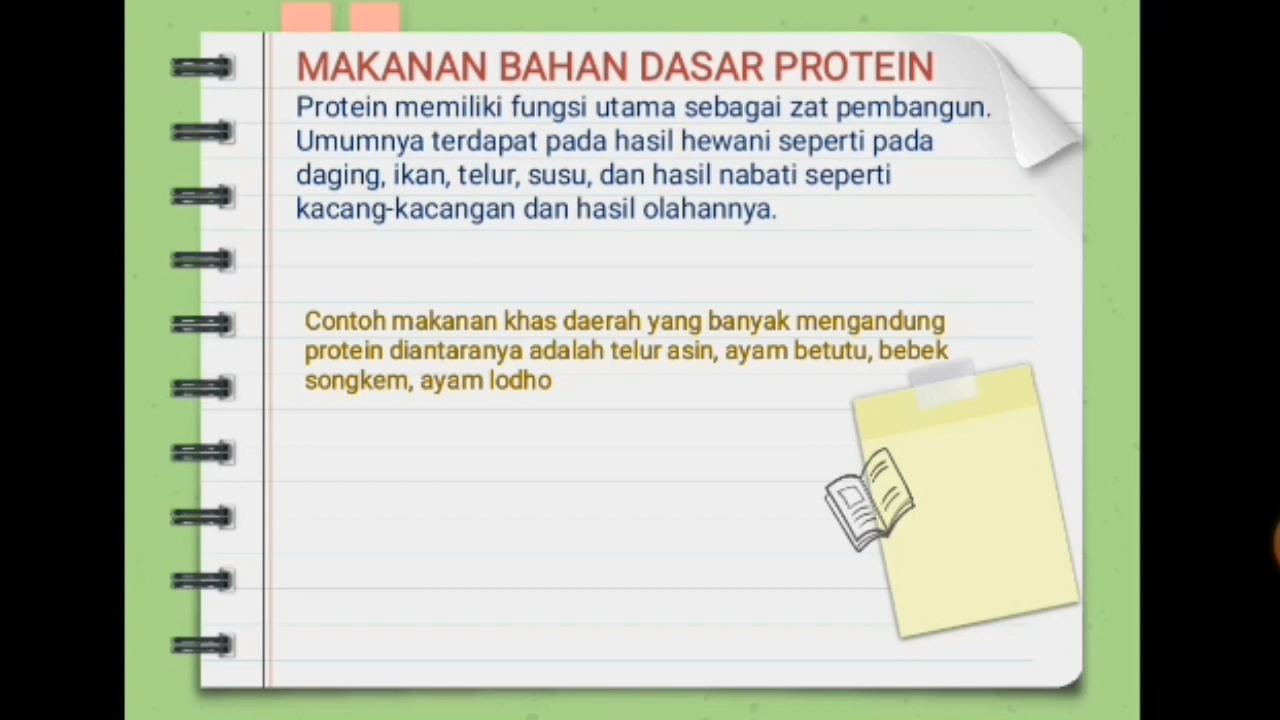 MAKANAN BAHAN DASAR PROTEIN
Protein memiliki fungsi utama sebagai zat pembangun.
Umumnya terdapat pada hasil hewani seperti pada
daging, ikan, telur, susu, dan hasil nabati seperti
kacang-kacangan dan hasil olahannya.
Contoh makanan khas daerah yang banyak mengandung
protein diantaranya adalah telur asin, ayam betutu, bebek
songkem, ayam lodho